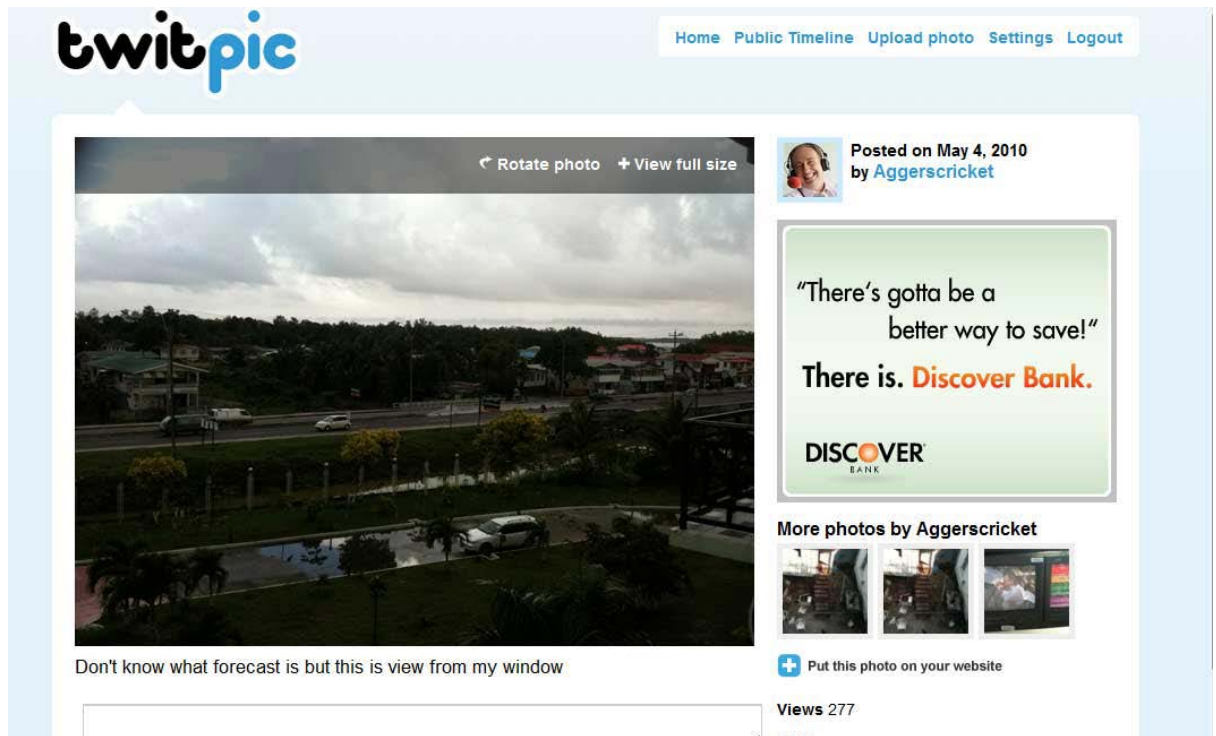 twitpic
Home Public Timeline Upload photo Settings Logout
Rotate photo + View full size
Posted on May 4, 2010
by Aggerscricket
"There's gotta be a
better way to save!"
There is. Discover Bank.
DISCOVER
BANK
More photos by Aggerscricket
Don't know what forecast is but this is view from my window
Put this photo on your website
Views 277